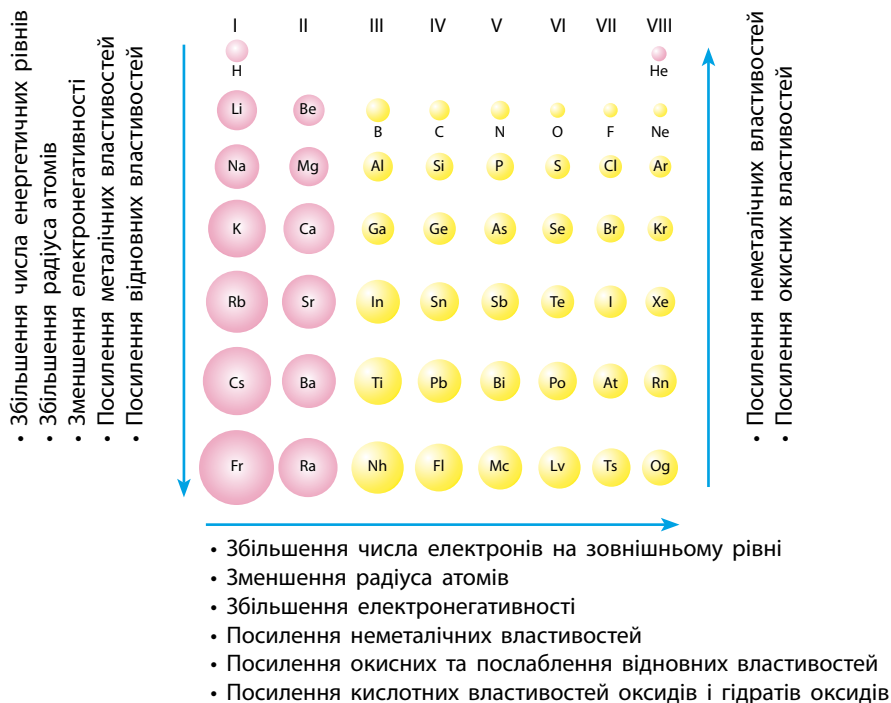 • Збільшення числа енергетичних рівнів
• Збільшення радіуса атомів
• Зменшення електронегативності
• Посилення металічних властивостей
• Посилення відновних властивостей
I II III IV V VI VII VIII
H He
Li Be B C N O F Ne
Na Mg Al Si P S Cl Ar
K Ca Ga Ge As Se Br Kr
Rb Sr In Sn Sb Te I Xe
Cs Ba Ti Pb Bi Po At Rn
Fr Ra Nh Fl Mc Lv Ts Og
• Посилення неметалічних властивостей
• Посилення окисних властивостей
• Збільшення числа електронів на зовнішньому рівні
• Зменшення радіуса атомів
• Збільшення електронегативності
• Посилення неметалічних властивостей
• Посилення окисних та послаблення відновних властивостей
• Посилення кислотних властивостей оксидів і гідратів оксидів